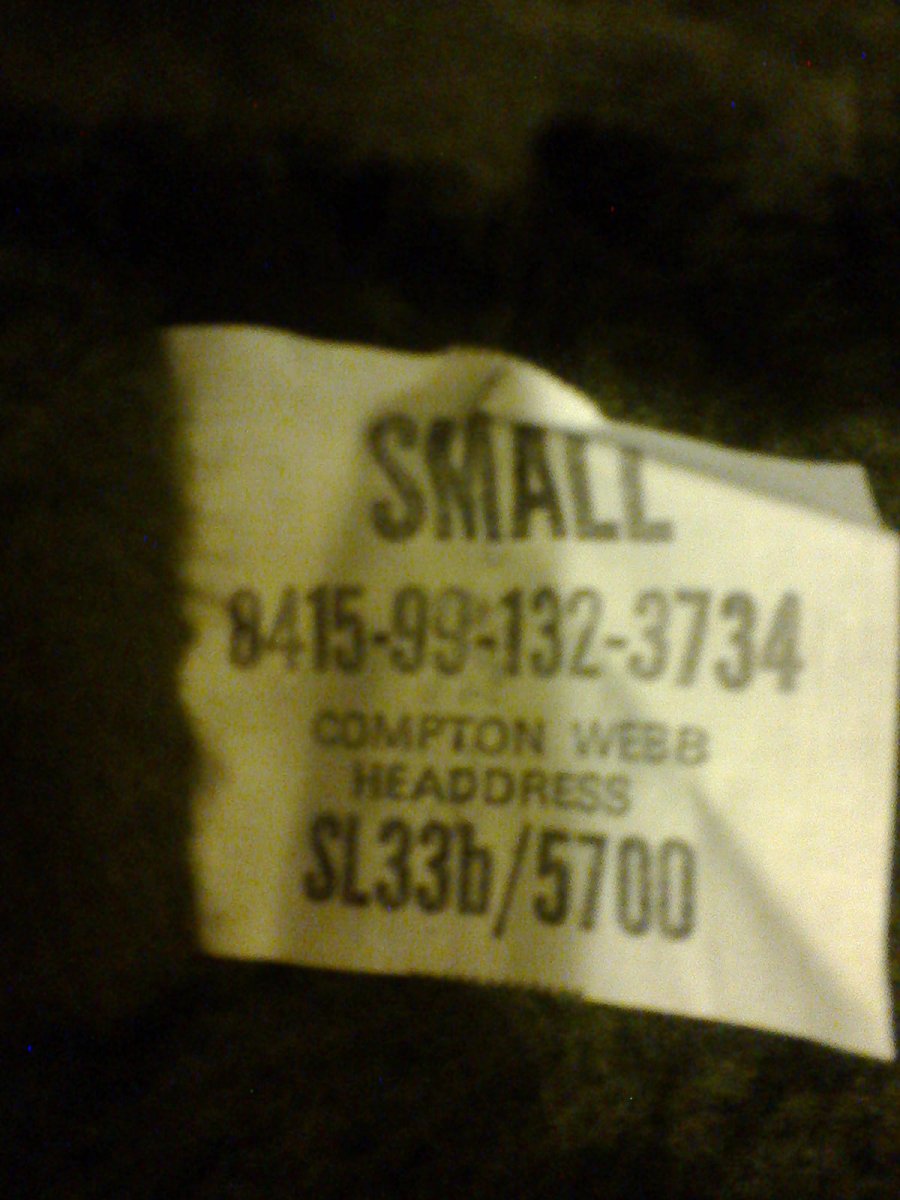 SMALL
8415-99-132-3734
COMPTON WEBB
HEADDRESS
SL33b/5700